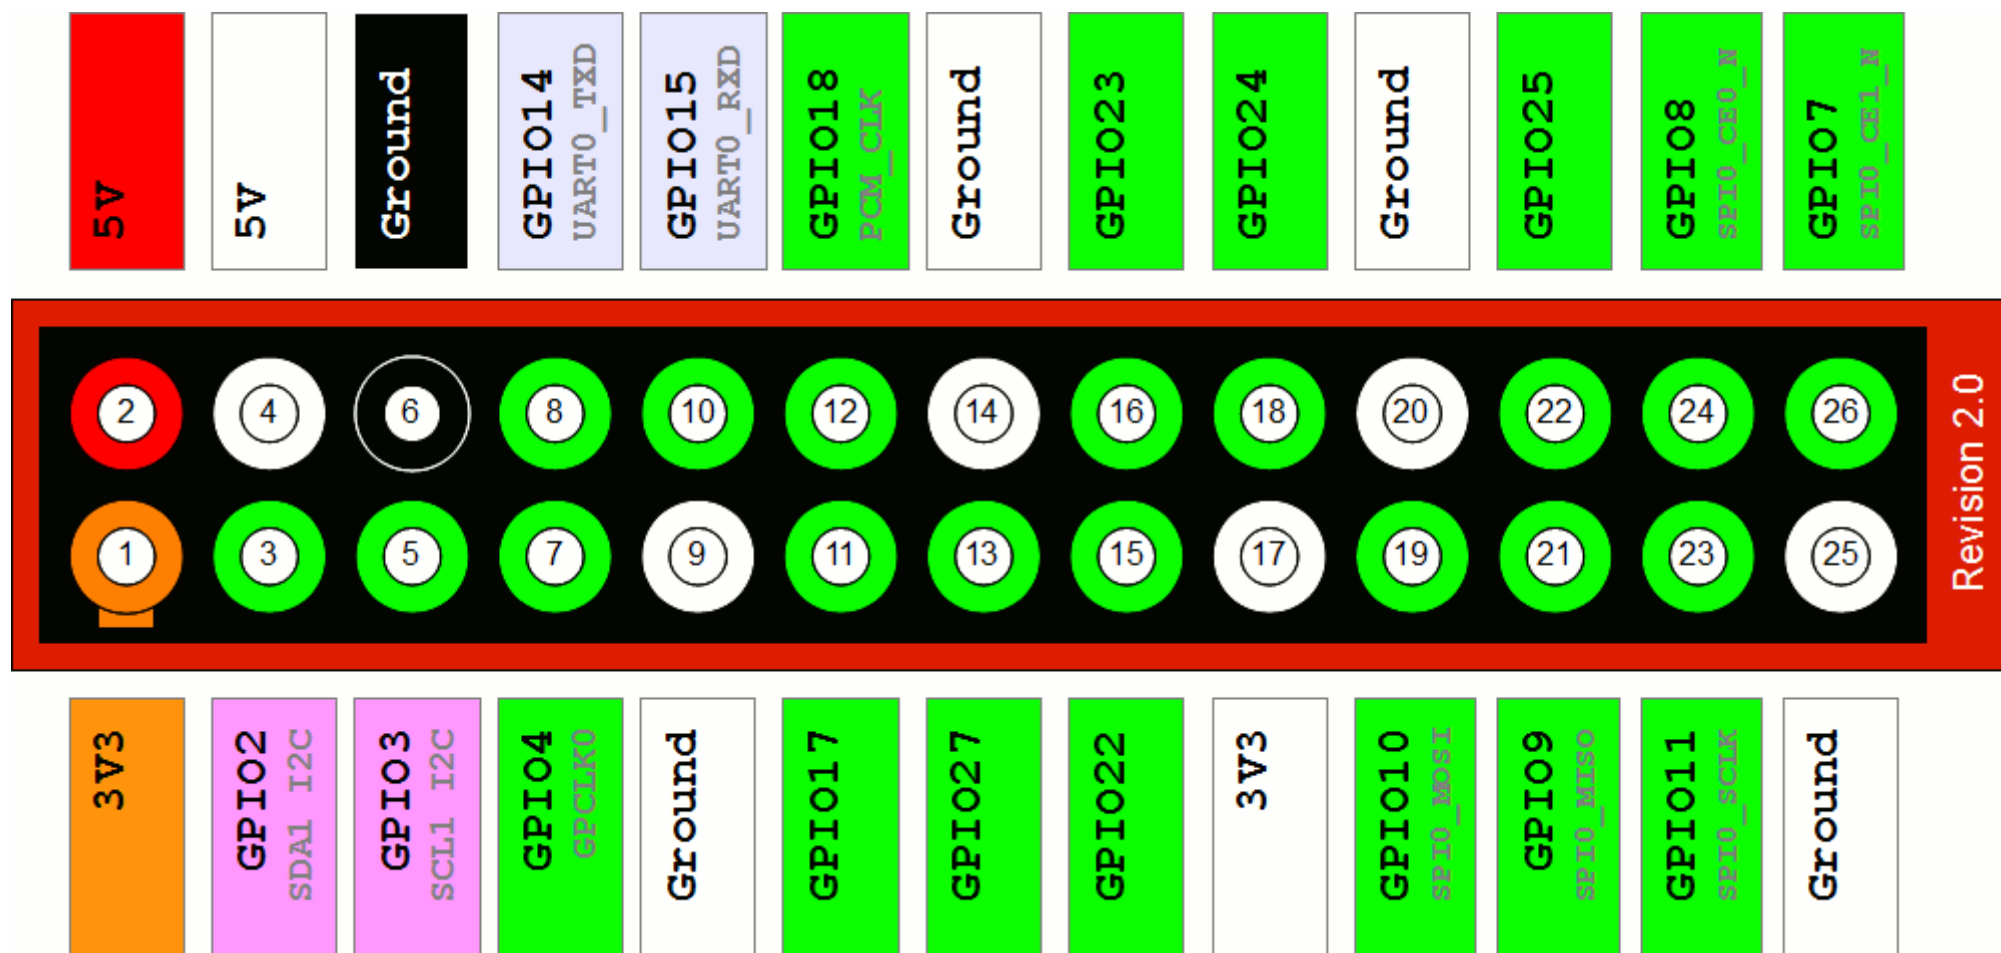 5V
5V
Ground
GPIO14
UART0_TXD
GPIO15
UART0_RXD
GPIO18
PCM_CLK
Ground
GPIO23
GPIO24
Ground
GPIO25
GPIO8
SPI0_CE0_N
GPIO7
SPI0_CE1_N
2 4 6 8 10 12 14 16 18 20 22 24 26
1 3 5 7 9 11 13 15 17 19 21 23 25
Revision 2.0
3V3
GPIO2
SDA1 I2C
GPIO3
SCL1 I2C
GPIO4
GPCLK0
Ground
GPIO17
GPIO27
GPIO22
3V3
GPIO10
SPI0_MOSI
GPIO9
SPI0_MISO
GPIO11
SPI0_SCLK
Ground